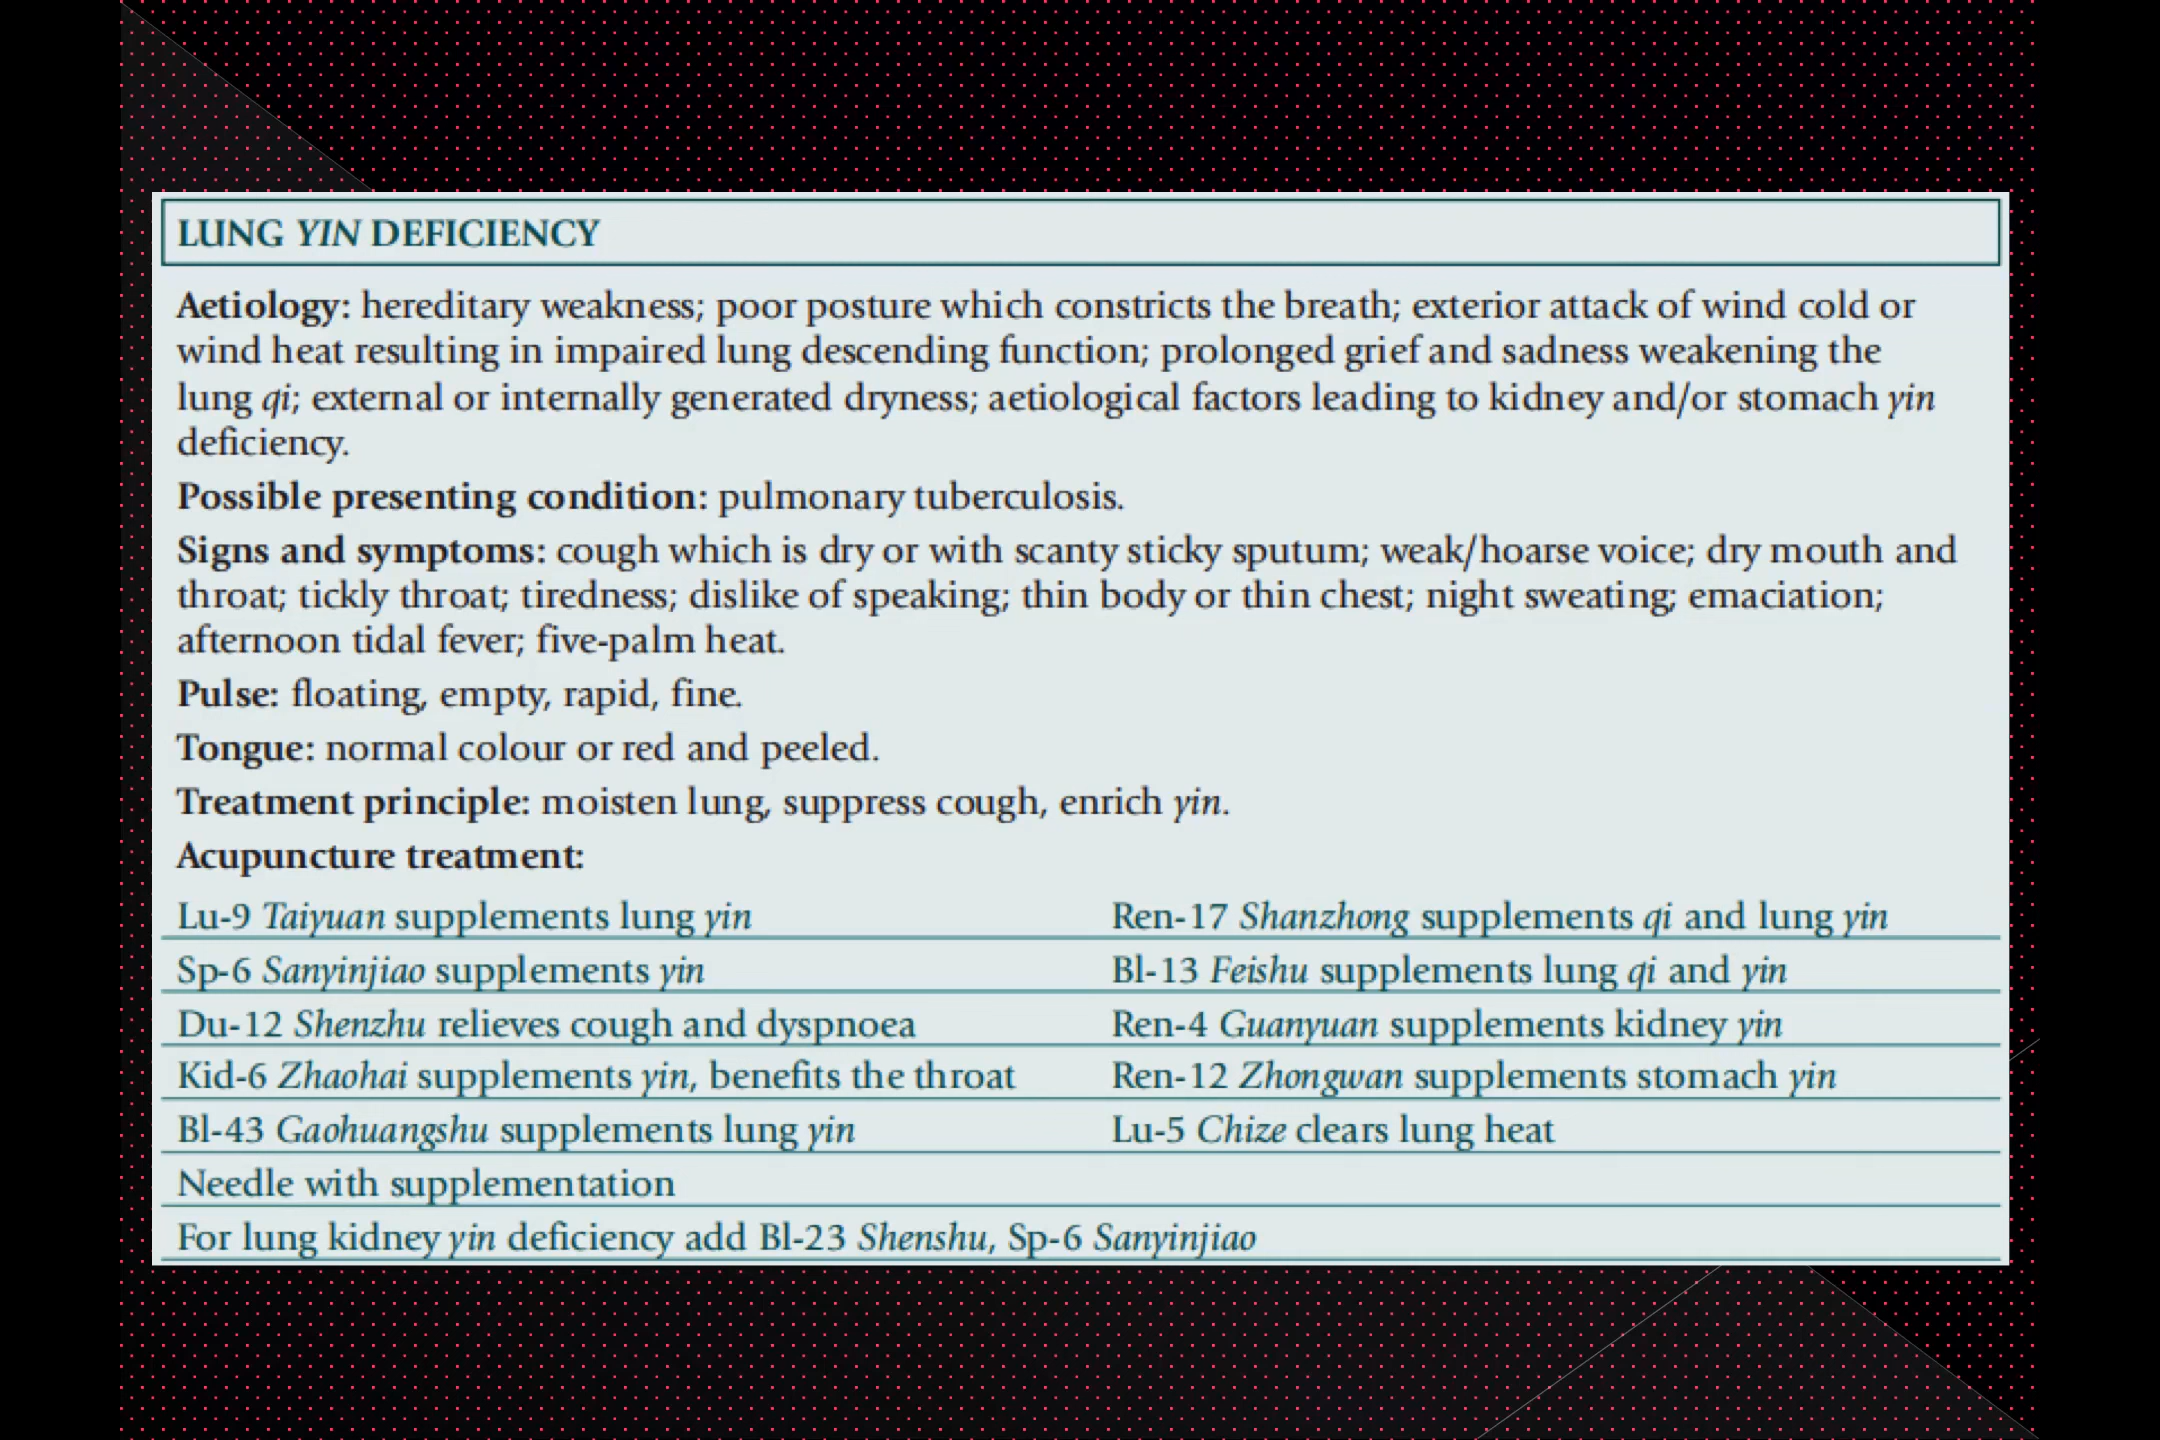 LUNG YIN DEFICIENCY
Aetiology: hereditary weakness; poor posture which constricts the breath; exterior attack of wind cold or
wind heat resulting in impaired lung descending function; prolonged grief and sadness weakening the
lung qi; external or internally generated dryness; aetiological factors leading to kidney and/or stomach yin
deficiency.
Possible presenting condition: pulmonary tuberculosis.
Signs and symptoms: cough which is dry or with scanty sticky sputum; weak/hoarse voice; dry mouth and
throat; tickly throat; tiredness; dislike of speaking; thin body or thin chest; night sweating; emaciation;
afternoon tidal fever; five-palm heat.
Pulse: floating, empty, rapid, fine.
Tongue: normal colour or red and peeled.
Treatment principle: moisten lung, suppress cough, enrich yin.
Acupuncture treatment:
Lu-9 Taiyuan supplements lung yin
Ren-17 Shanzhong supplements qi and lung yin
Sp-6 Sanyinjiao supplements yin
Bl-13 Feishu supplements lung qi and yin
Du-12 Shenzhu relieves cough and dyspnoea
Ren-4 Guanyuan supplements kidney yin
Kid-6 Zhaohai supplements yin, benefits the throat
Ren-12 Zhongwan supplements stomach yin
Bl-43 Gaohuangshu supplements lung yin
Lu-5 Chize clears lung heat
Needle with supplementation
For lung kidney yin deficiency add Bl-23 Shenshu, Sp-6 Sanyinjiao